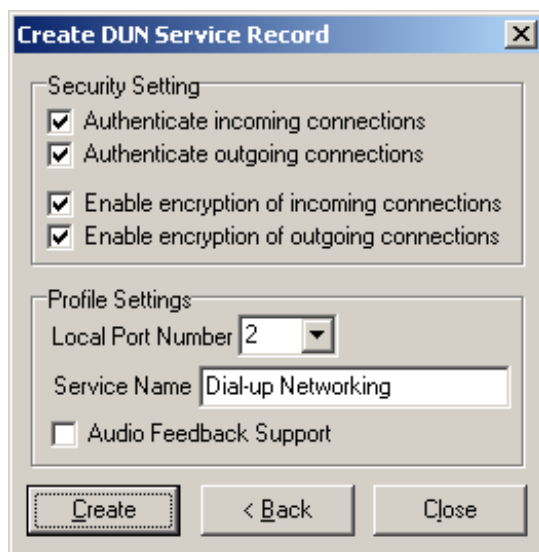 Create DUN Service Record
Security Setting
Authenticate incoming connections
Authenticate outgoing connections
Enable encryption of incoming connections
Enable encryption of outgoing connections
Profile Settings
Local Port Number 2
Service Name Dial-up Networking
Audio Feedback Support
Create < Back Close